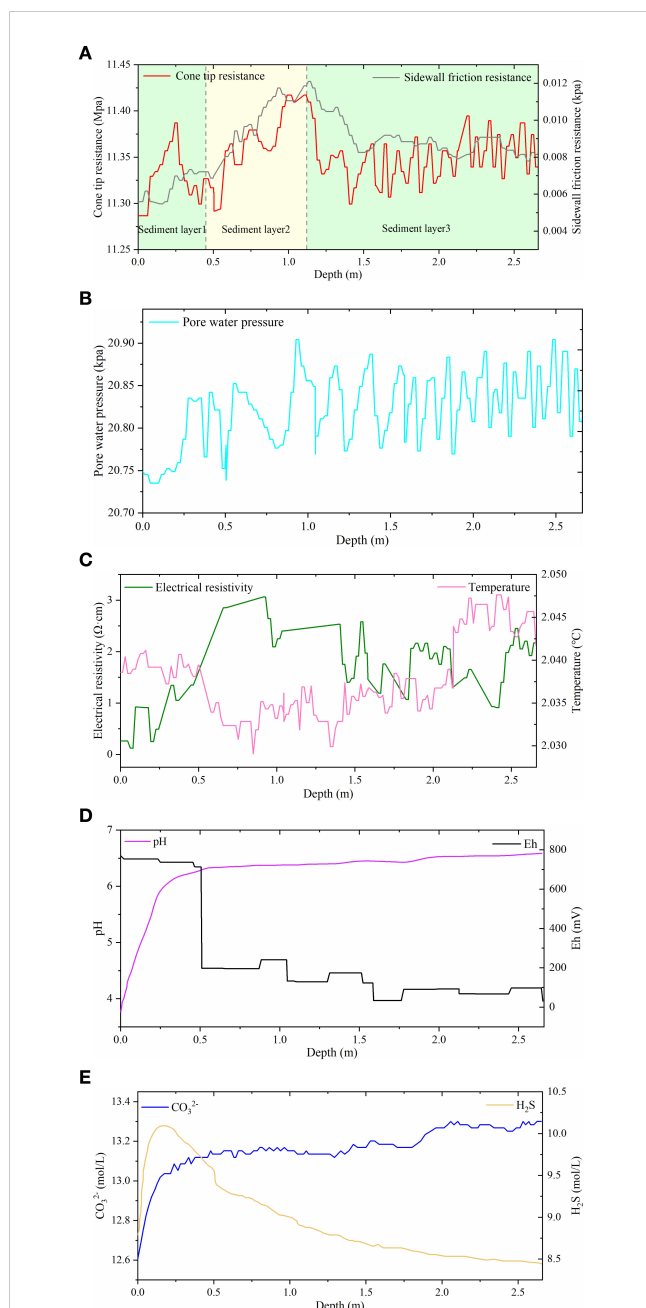 A
Cone tip resistance
Sidewall friction resistance
Cone tip resistance (Mpa)
11.45
11.40
11.35
11.30
11.25
0.012
0.010
0.008
0.006
0.004
Sidewall friction resistance (kpa)
Sediment layer1
Sediment layer2
Sediment layer3
0.0 0.5 1.0 1.5 2.0 2.5
Depth (m)
B
Pore water pressure
Pore water pressure (kpa)
20.90
20.85
20.80
20.75
20.70
0.0 0.5 1.0 1.5 2.0 2.5
Depth (m)
C
Electrical resistivity
Temperature
Electrical resistivity (Ω·cm)
3
2
1
0
2.050
2.045
2.040
2.035
2.030
Temperature (°C)
0.0 0.5 1.0 1.5 2.0 2.5
Depth (m)
D
pH
Eh
pH
7
6
5
4
800
600
200
0
Eh (mV)
0.0 0.5 1.0 1.5 2.0 2.5
Depth (m)
E
CO₃²⁻
H₂S
CO₃²⁻ (mol/L)
13.4
13.2
13.0
12.8
12.6
10.5
10.0
9.5
9.0
8.5
H₂S (mol/L)
0.0 0.5 1.0 1.5 2.0 2.5
Depth (m)